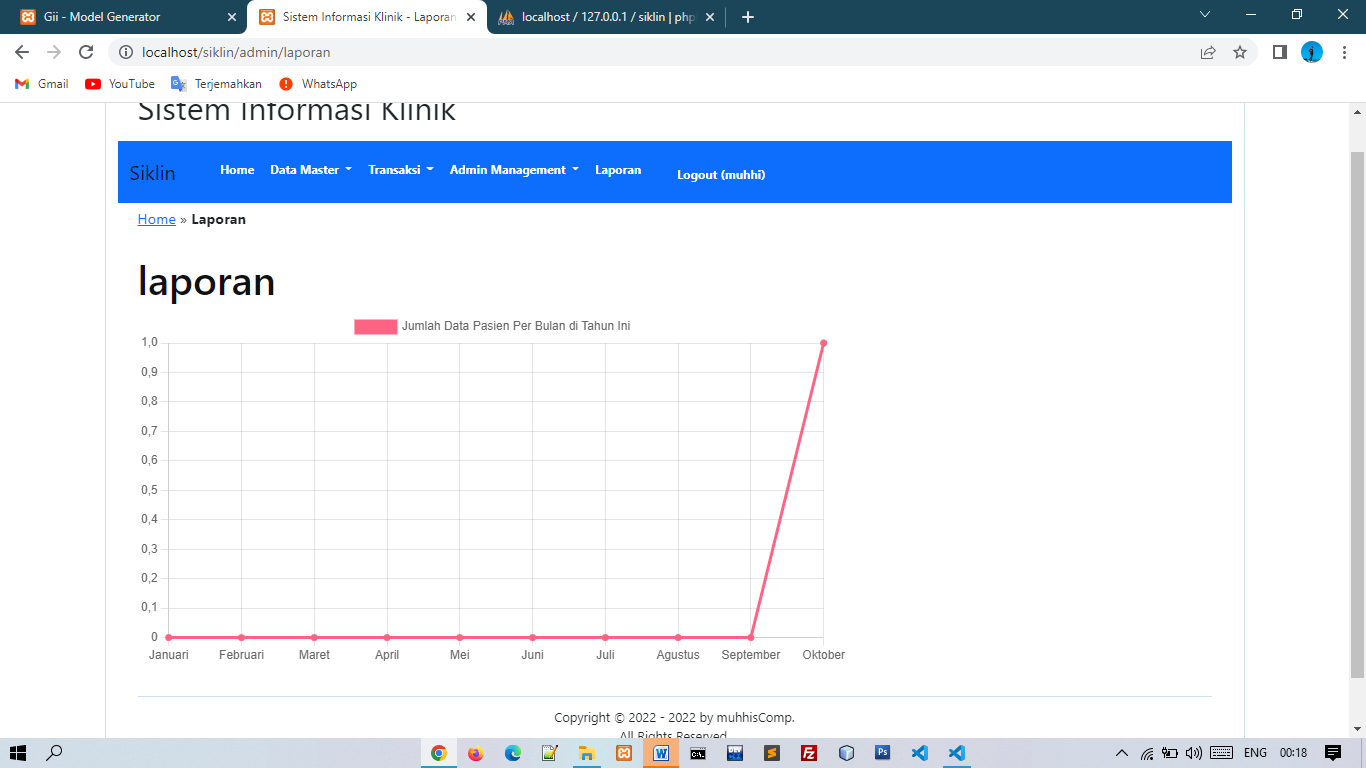 Gii - Model Generator
Sistem Informasi Klinik - Laporan
localhost / 127.0.0.1 / siklin | php
localhost/siklin/admin/laporan
Gmail YouTube Terjemahkan WhatsApp
Sistem Informasi Klinik
Siklin Home Data Master Transaksi Admin Management Laporan Logout (muhhi)
Home » Laporan
laporan
Jumlah Data Pasien Per Bulan di Tahun Ini
1,0
0,9
0,8
0,7
0,6
0,5
0,4
0,3
0,2
0,1
0
Januari Februari Maret April Mei Juni Juli Agustus September Oktober
Copyright © 2022 - 2022 by muhhisComp.
All Rights Reserved.
ENG 00:18